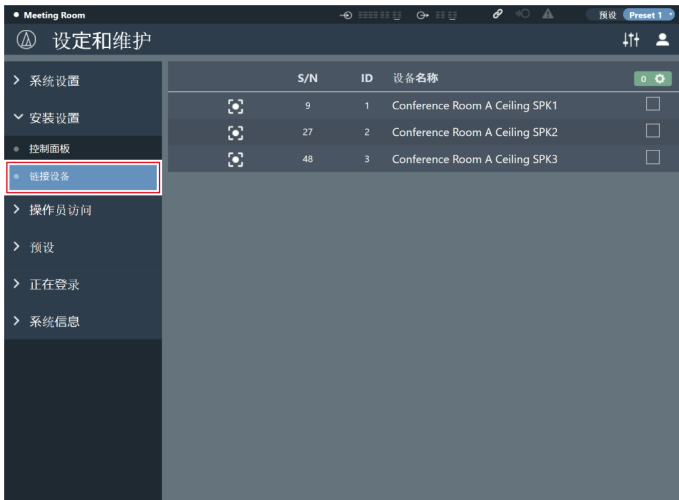 Meeting Room 预设 Preset 1
设定和维护
系统设置
安装设置
控制面板
链接设备
操作员访问
预设
正在登录
系统信息
S/N ID 设备名称 0
9 1 Conference Room A Ceiling SPK1
27 2 Conference Room A Ceiling SPK2
48 3 Conference Room A Ceiling SPK3